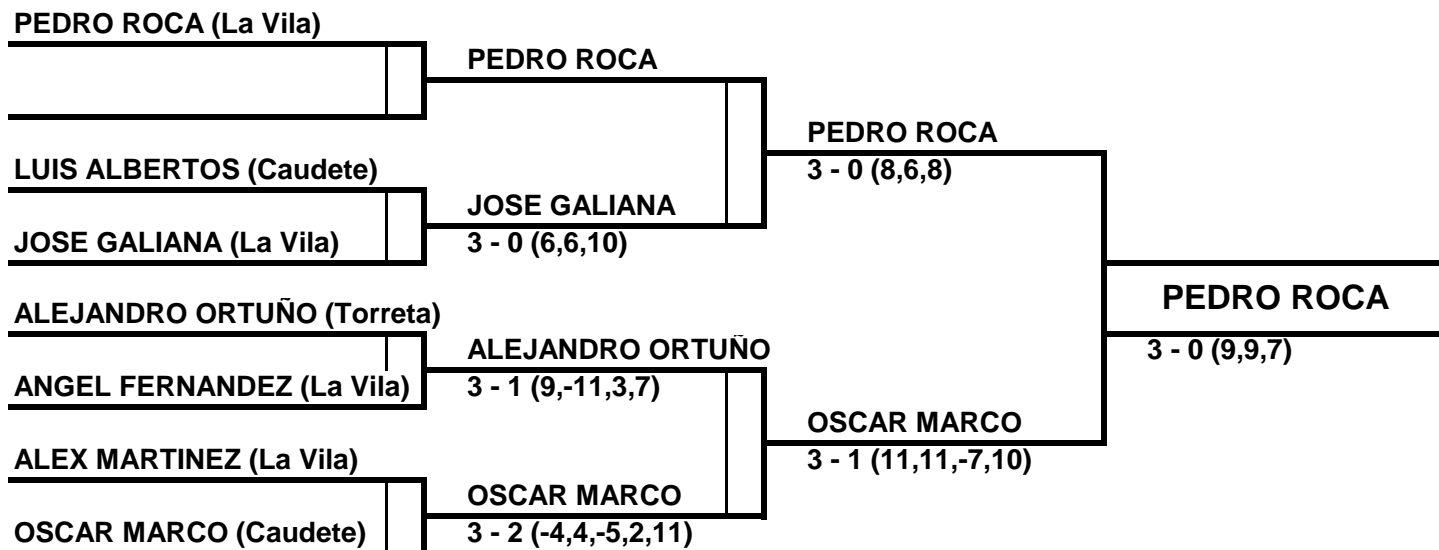 PEDRO ROCA (La Vila)
PEDRO ROCA
PEDRO ROCA
3 - 0 (8,6,8)
LUIS ALBERTOS (Caudete)
JOSE GALIANA
3 - 0 (6,6,10)
JOSE GALIANA (La Vila)
PEDRO ROCA
3 - 0 (9,9,7)
ALEJANDRO ORTUÑO (Torreta)
ALEJANDRO ORTUÑO
3 - 1 (9,-11,3,7)
ANGEL FERNANDEZ (La Vila)
OSCAR MARCO
3 - 1 (11,11,-7,10)
ALEX MARTINEZ (La Vila)
OSCAR MARCO
3 - 2 (-4,4,-5,2,11)
OSCAR MARCO (Caudete)